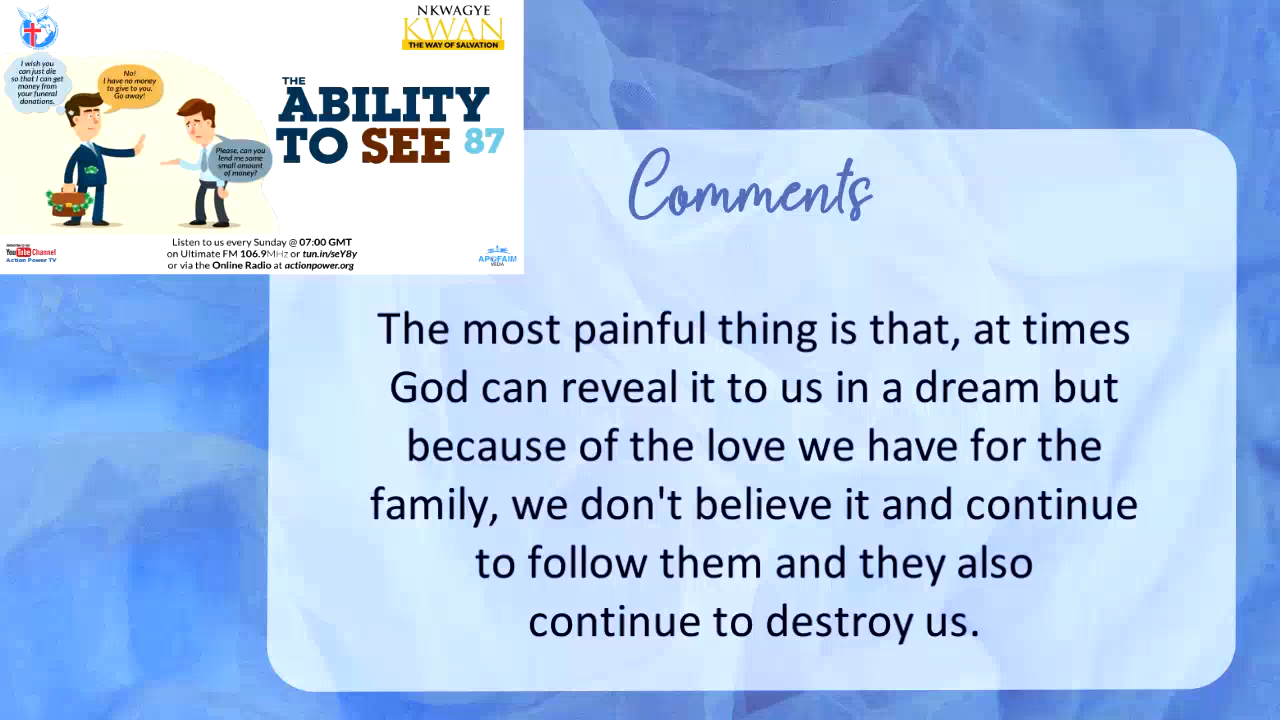 NKWAGYE
KWAN
THE WAY OF SALVATION
I wish you
can just die
so that I can get
money from
your funeral
donations.
No!
I have no money
to give to you.
Go away!
Please, can you
lend me some
small amount
of money?
THE
ABILITY
TO SEE 87
Listen to us every Sunday @ 07:00 GMT
on Ultimate FM 106.9MHz or tun.in/seY8y
or via the Online Radio at actionpower.org
YouTube Channel
Action Power TV
APOFAIM
MEDIA
Comments
The most painful thing is that, at times
God can reveal it to us in a dream but
because of the love we have for the
family, we don't believe it and continue
to follow them and they also
continue to destroy us.